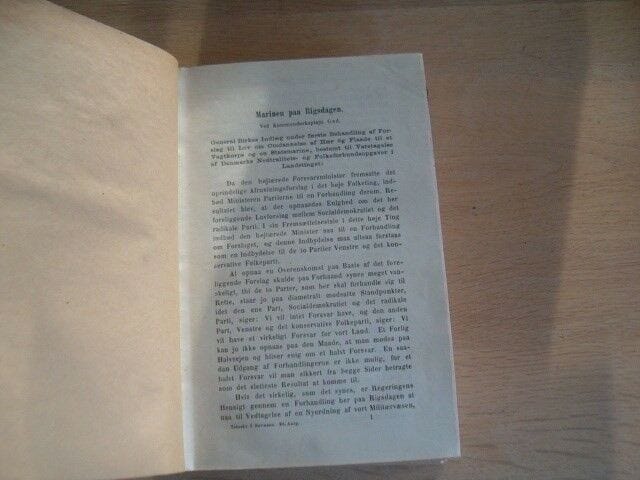 Marinen paa Rigsdagen.
Ved Kommandørkaptajn Gad.
General Dirkes Indlæg under første Behandling af For-
slag til Lov om Omdannelse af Hær og Flaade til et
Vagtkorps og en Statsmarine, bestemt til Varetagelse
af Danmarks Neutralitets- og Folkeforbundsopgaver i
Landstinget:
Da den højtærede Forsvarsminister fremsatte det
oprindelige Afrustningsforslag i det høje Folketing, ind-
bød Ministeren Partierne til en Forhandling derom. Re-
sultatet blev, at der opnaaedes Enighed om det her
foreliggende Lovforslag mellem Socialdemokratiet og det
radikale Parti. I sin Fremsættelsestale i dette høje Ting
indbød den højtærede Minister saa til en Forhandling
om Forslaget, og denne Indbydelse maa altsaa forstaas
som en Indbydelse til de to Partier Venstre og det kon-
servative Folkeparti.
At opnaa en Overenskomst paa Basis af det fore-
liggende Forslag skulde paa Forhaand synes meget van-
skeligt, thi de to Parter, som her skal forhandle sig til
Rette, staar jo paa diametralt modsatte Standpunkter,
idet den ene Part, Socialdemokratiet og det radikale
Parti, siger: Vi vil intet Forsvar have, og den anden
Part, Venstre og det konservative Folkeparti, siger: Vi
vil have et virkeligt Forsvar for vort Land. Et Forlig
kan jo ikke opnaas paa den Maade, at man mødes paa
Halvvejen og bliver enig om et halvt Forsvar. En saa-
dan Udgang af Forhandlingerne er ikke mulig, for et
halvt Forsvar vil man sikkert fra begge Sider betragte
som det sletteste Resultat at komme til.
Hvis det virkelig, som det synes, er Regeringens
Hensigt gennem en Forhandling her paa Rigsdagen at
naa til Vedtagelse af en Nyordning af vort Militærvæsen,
Tidsskr. f. Søvæsen. Aarg.
1